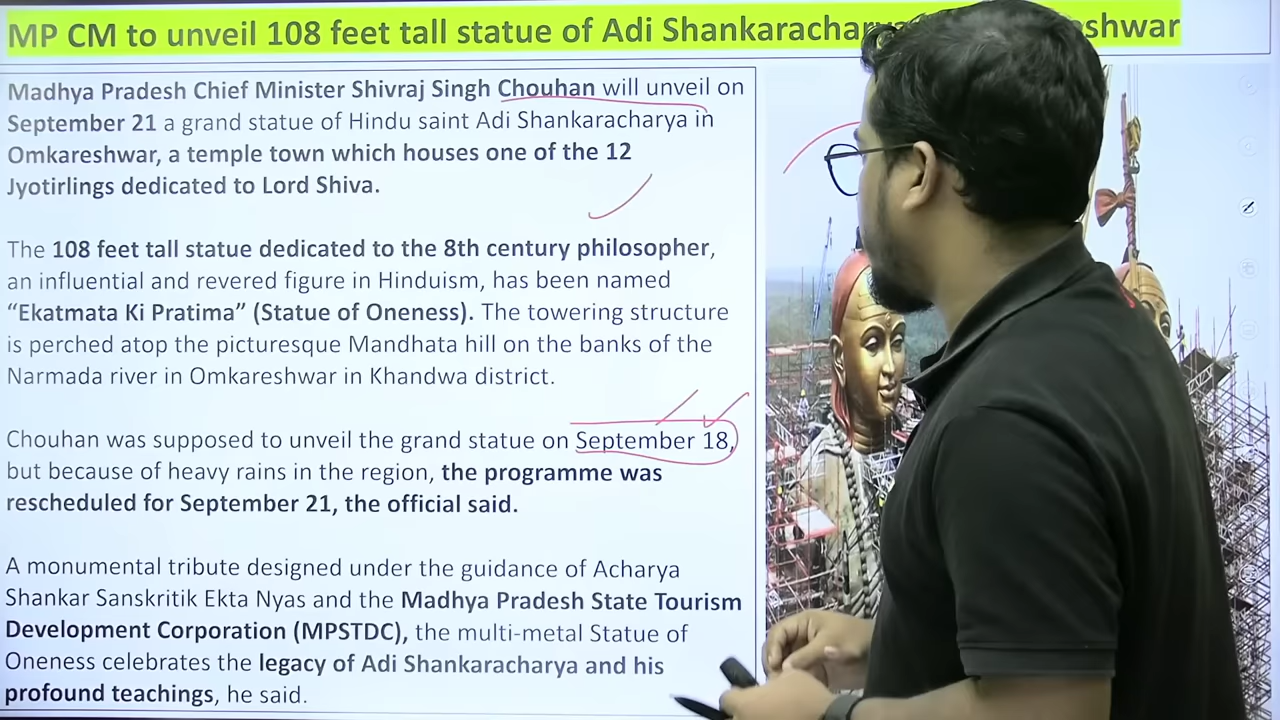 MP CM to unveil 108 feet tall statue of Adi Shankaracharya eshwar
Madhya Pradesh Chief Minister Shivraj Singh Chouhan will unveil on
September 21 a grand statue of Hindu saint Adi Shankaracharya in
Omkareshwar, a temple town which houses one of the 12
Jyotirlings dedicated to Lord Shiva.
The 108 feet tall statue dedicated to the 8th century philosopher,
an influential and revered figure in Hinduism, has been named
“Ekatmata Ki Pratima” (Statue of Oneness). The towering structure
is perched atop the picturesque Mandhata hill on the banks of the
Narmada river in Omkareshwar in Khandwa district.
Chouhan was supposed to unveil the grand statue on September 18,
but because of heavy rains in the region, the programme was
rescheduled for September 21, the official said.
A monumental tribute designed under the guidance of Acharya
Shankar Sanskritik Ekta Nyas and the Madhya Pradesh State Tourism
Development Corporation (MPSTDC), the multi-metal Statue of
Oneness celebrates the legacy of Adi Shankaracharya and his
profound teachings, he said.